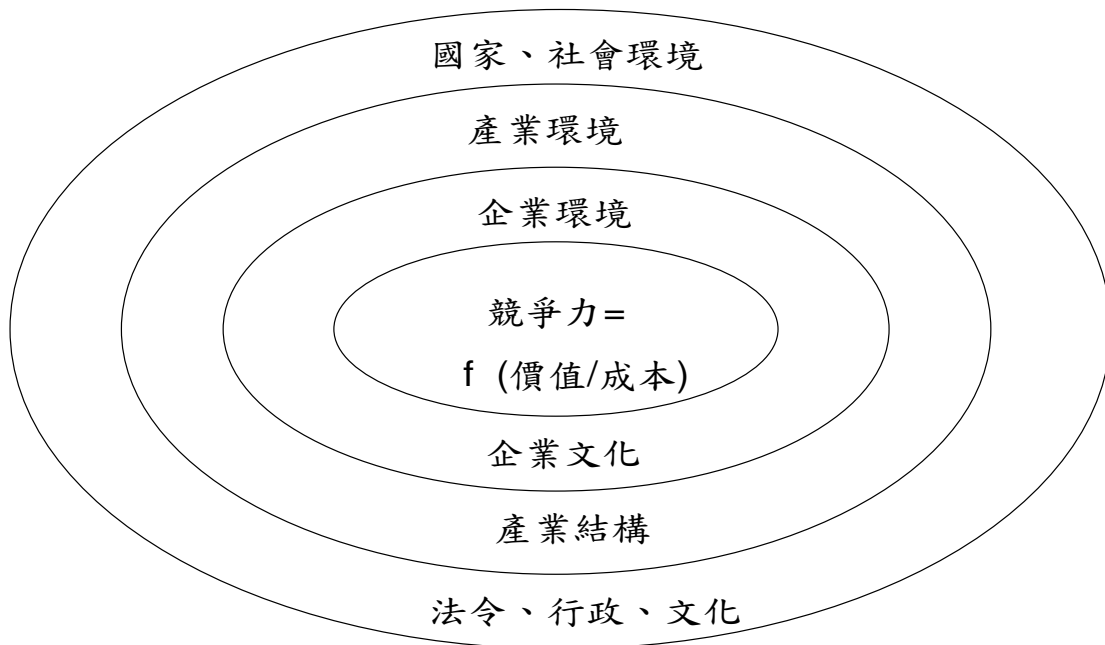 國家、社會環境
產業環境
企業環境
競爭力=
f (價值/成本)
企業文化
產業結構
法令、行政、文化